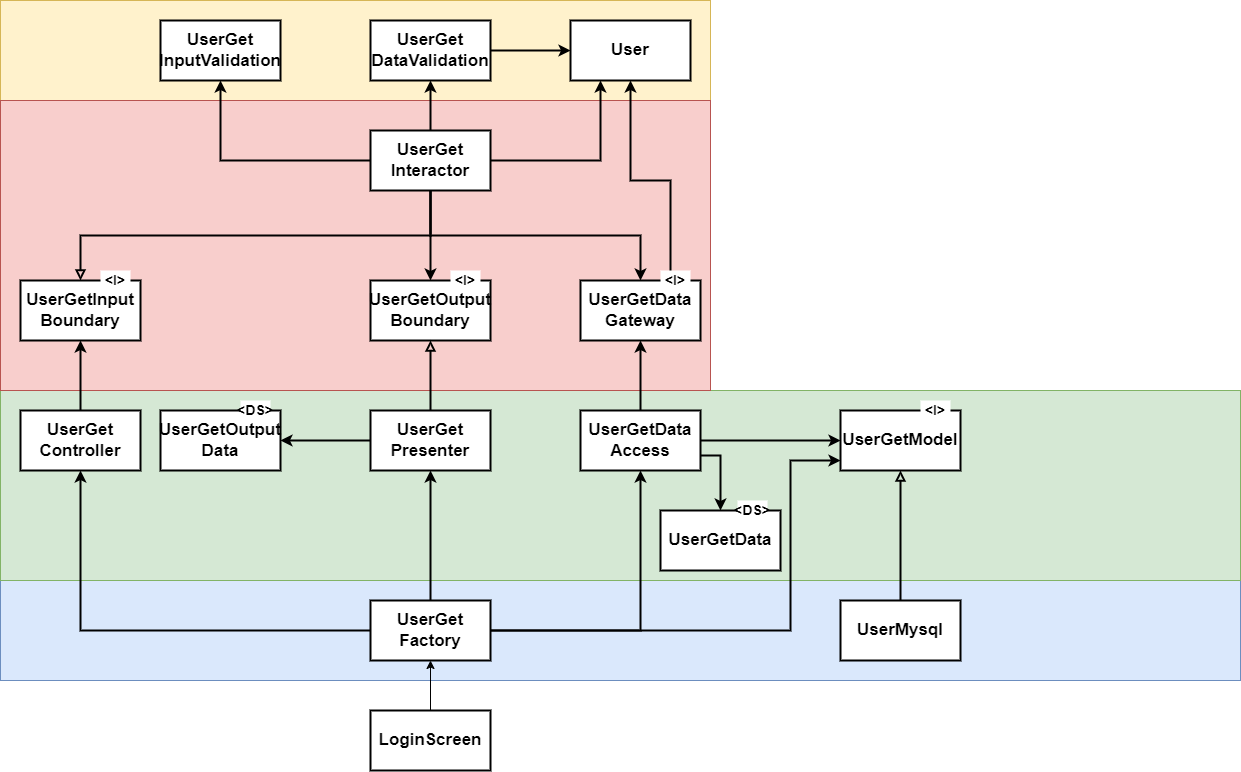 UserGet
InputValidation
UserGet
DataValidation
User
UserGet
Interactor
<I>
UserGetInput
Boundary
<I>
UserGetOutput
Boundary
<I>
UserGetData
Gateway
UserGet
Controller
<DS>
UserGetOutput
Data
UserGet
Presenter
UserGetData
Access
<I>
UserGetModel
<DS>
UserGetData
UserGet
Factory
UserMysql
LoginScreen